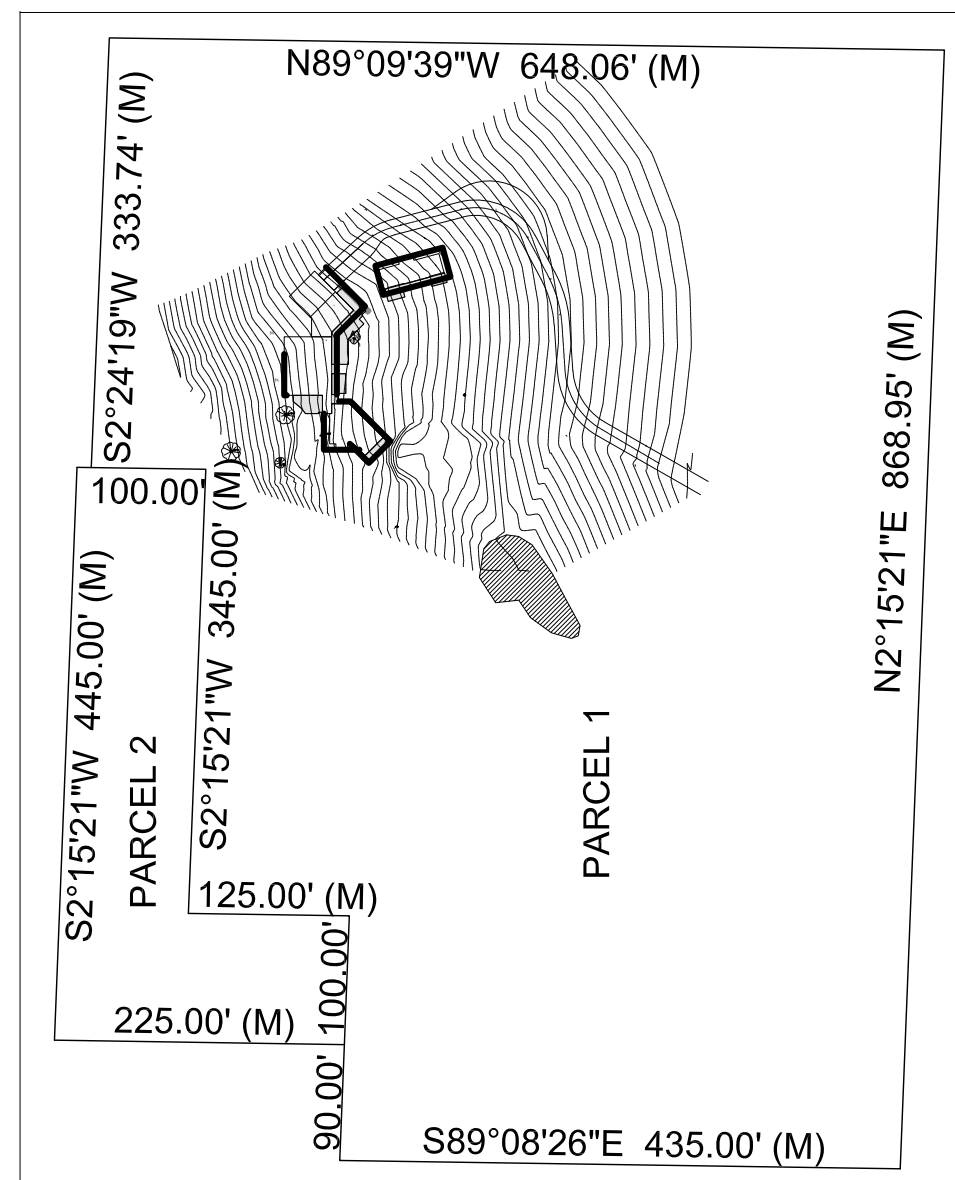 N89°09'39"W 648.06' (M)
S2°24'19"W 333.74' (M)
N2°15'21"E 868.95' (M)
100.00'
S2°15'21"W 345.00' (M)
S2°15'21"W 445.00' (M)
PARCEL 2
PARCEL 1
125.00' (M)
100.00'
225.00' (M)
90.00'
S89°08'26"E 435.00' (M)